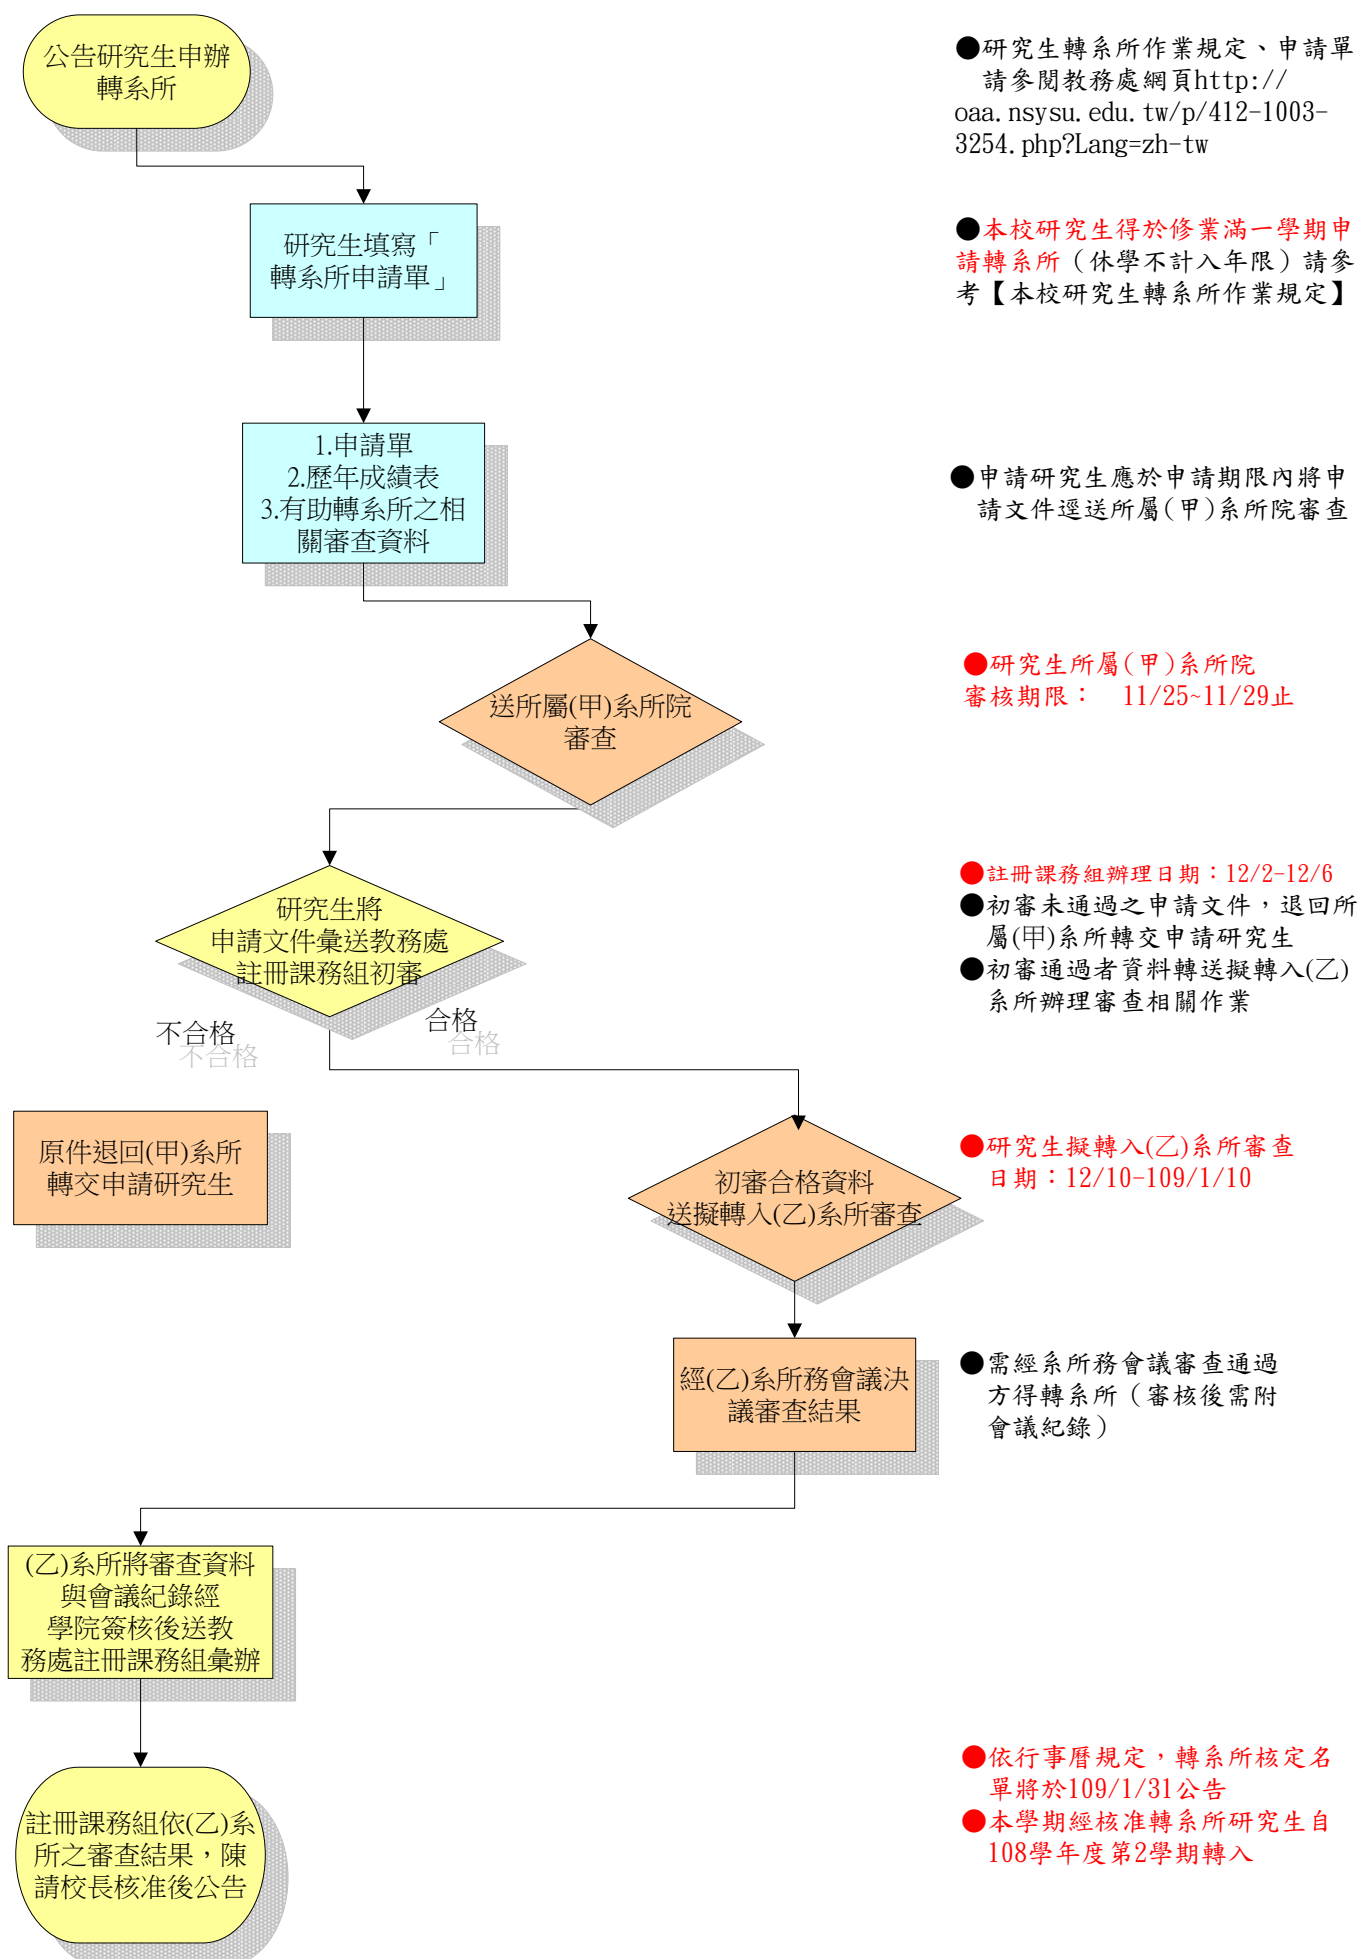 公告研究生申辦
轉系所
●研究生轉系所作業規定、申請單
請參閱教務處網頁http://
oaa.nsysu.edu.tw/p/412-1003-
3254.php?Lang=zh-tw
研究生填寫「
轉系所申請單」
●本校研究生得於修業滿一學期申
請轉系所（休學不計入年限）請參
考【本校研究生轉系所作業規定】
1.申請單
2.歷年成績表
3.有助轉系所之相
關審查資料
●申請研究生應於申請期限內將申
請文件逕送所屬(甲)系所院審查
送所屬(甲)系所院
審查
●研究生所屬(甲)系所院
審核期限： 11/25~11/29止
研究生將
申請文件彙送教務處
註冊課務組初審
●註冊課務組辦理日期：12/2-12/6
●初審未通過之申請文件，退回所
屬(甲)系所轉交申請研究生
●初審通過者資料轉送擬轉入(乙)
系所辦理審查相關作業
不合格
合格
原件退回(甲)系所
轉交申請研究生
初審合格資料
送擬轉入(乙)系所審查
●研究生擬轉入(乙)系所審查
日期：12/10-109/1/10
經(乙)系所務會議決
議審查結果
●需經系所務會議審查通過
方得轉系所（審核後需附
會議紀錄）
(乙)系所將審查資料
與會議紀錄經
學院簽核後送教
務處註冊課務組彙辦
註冊課務組依(乙)系
所之審查結果，陳
請校長核准後公告
●依行事曆規定，轉系所核定名
單將於109/1/31公告
●本學期經核准轉系所研究生自
108學年度第2學期轉入